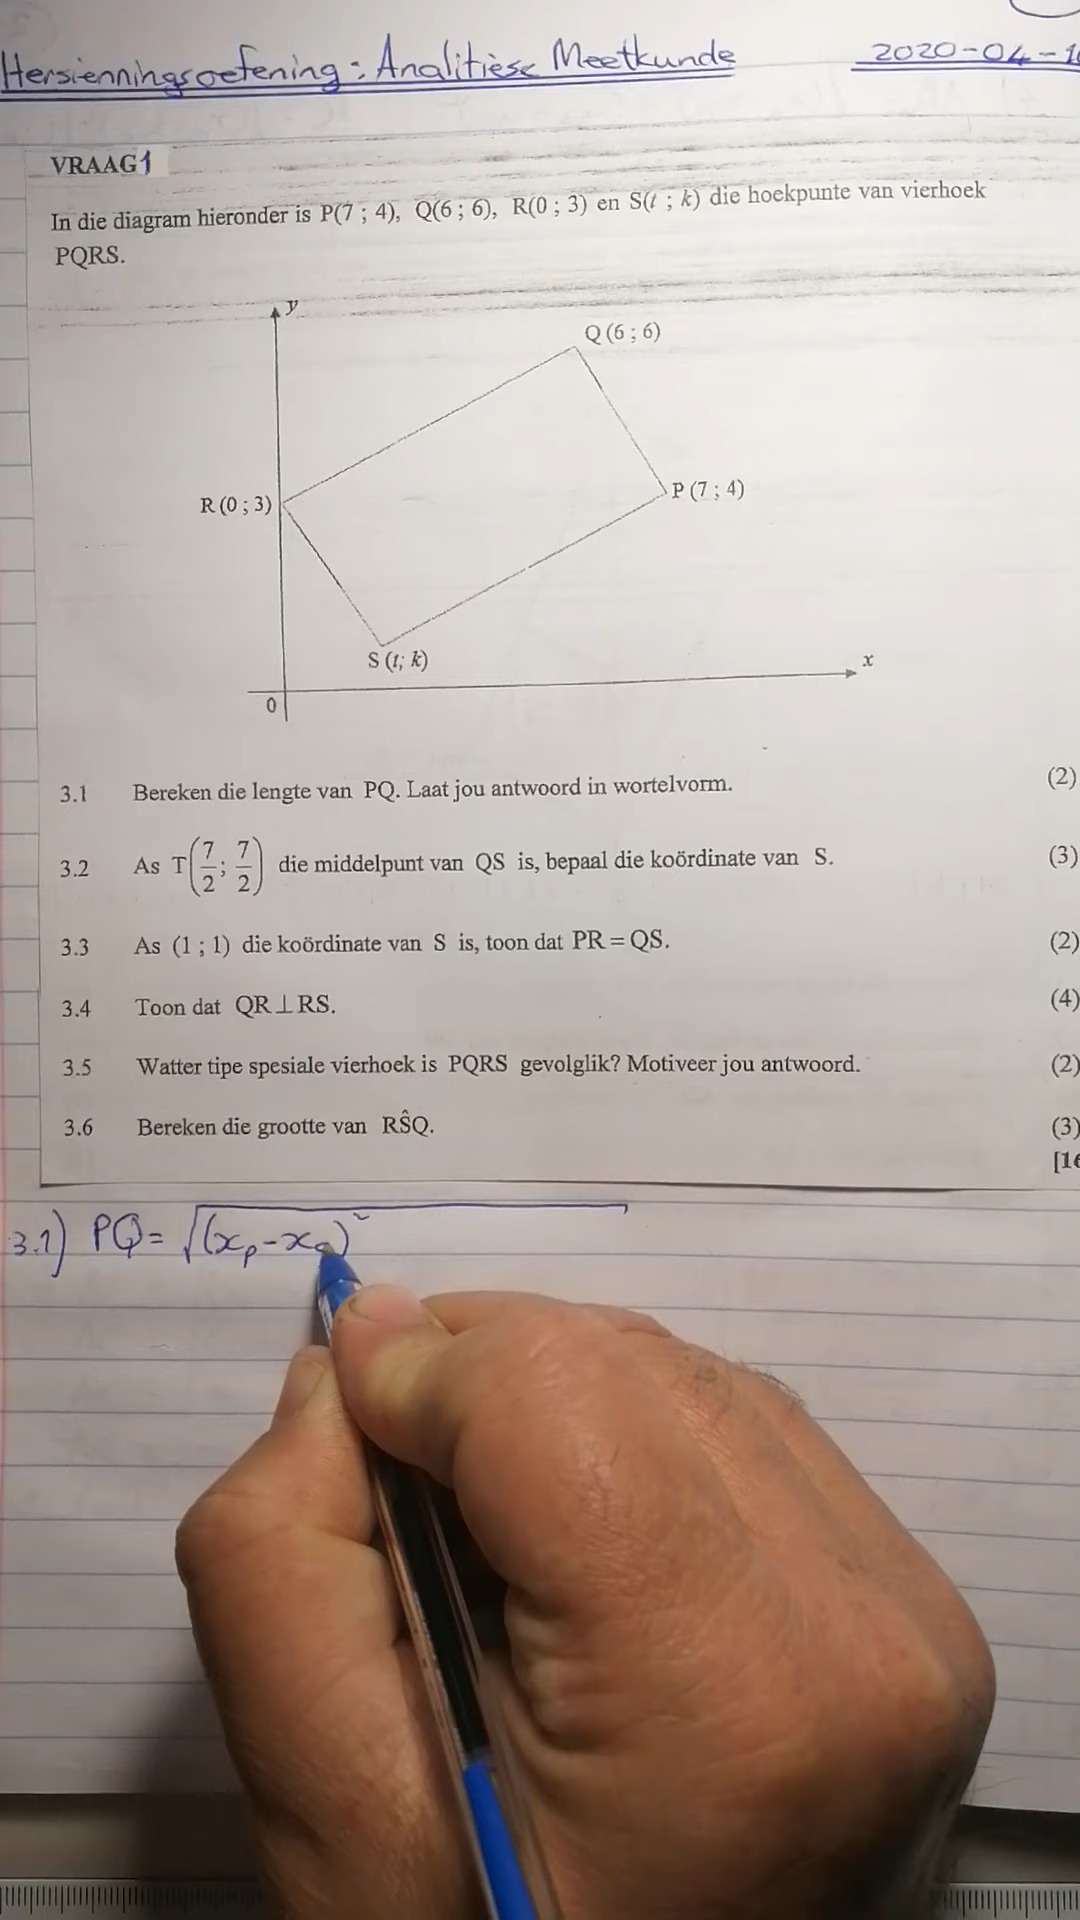 Hersienningsoefening: Analitiese Meetkunde 2020-04-
VRAAG 1
In die diagram hieronder is P(7 ; 4), Q(6 ; 6), R(0 ; 3) en S(t ; k) die hoekpunte van vierhoek
PQRS.
y
Q (6 ; 6)
R (0 ; 3)
P (7 ; 4)
S (t; k)
x
0
3.1 Bereken die lengte van PQ. Laat jou antwoord in wortelvorm. (2)
3.2 As T(7/2 ; 7/2) die middelpunt van QS is, bepaal die koördinate van S. (3)
3.3 As (1 ; 1) die koördinate van S is, toon dat PR = QS. (2)
3.4 Toon dat QR ⊥ RS. (4)
3.5 Watter tipe spesiale vierhoek is PQRS gevolglik? Motiveer jou antwoord. (2)
3.6 Bereken die grootte van RŜQ. (3)
3.1) PQ = √(xₚ - x )²